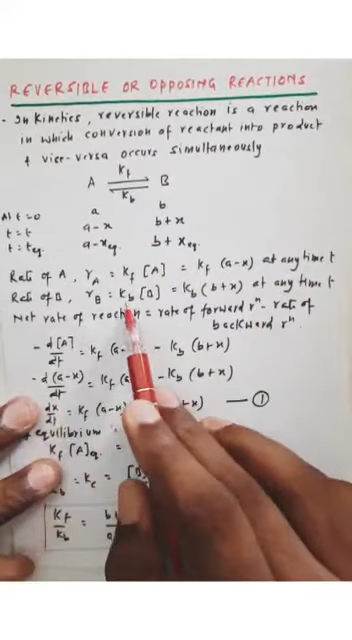 REVERSIBLE OR OPPOSING REACTIONS
- In kinetics, reversible reaction is a reaction
in which conversion of reactant into product
& vice-versa occurs simultaneously
A ⇌ B
kf
kb
At t=0 a b
t = t a-x b+x
t = teq a-xeq. b+xeq
Rate of A, rA = kf [A] = kf (a-x) at any time t
Rate of B, rB = kb [B] = kb (b+x) at any time t
Net rate of reaction = rate of forward rn - rate of
backward rn.
- d[A]/dt = kf (a- - kb (b+x)
- d(a-x)/dt = kf (a - kb (b+x)
dx/dt = kf (a-x) +x) — ①
equilibrium
kf [A]eq. =
b = kc = [B
kf/kb = b